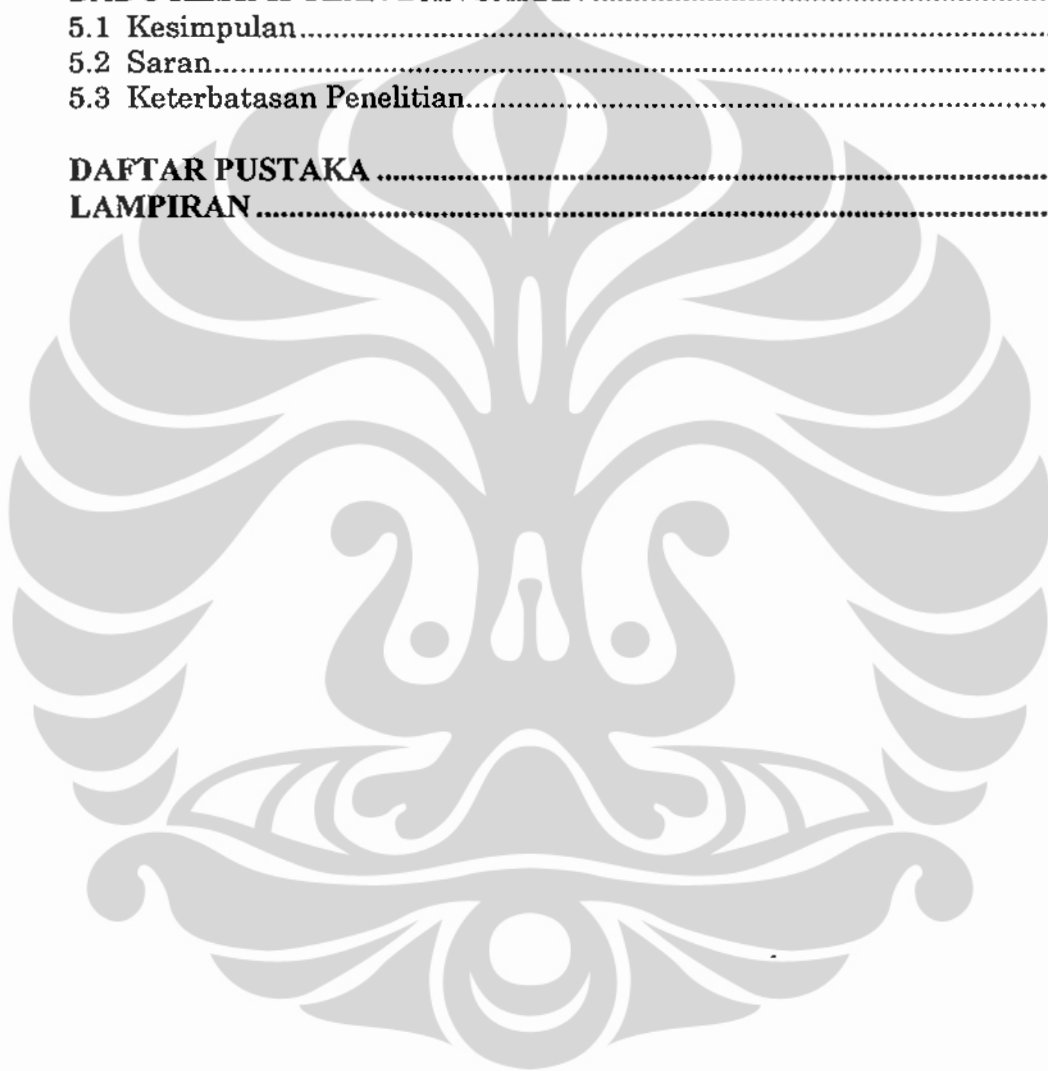 5.1 Kesimpulan......................................................................................
5.2 Saran..................................................................................................
5.3 Keterbatasan Penelitian...............................................................
DAFTAR PUSTAKA ..........................................................................
LAMPIRAN ........................................................................................